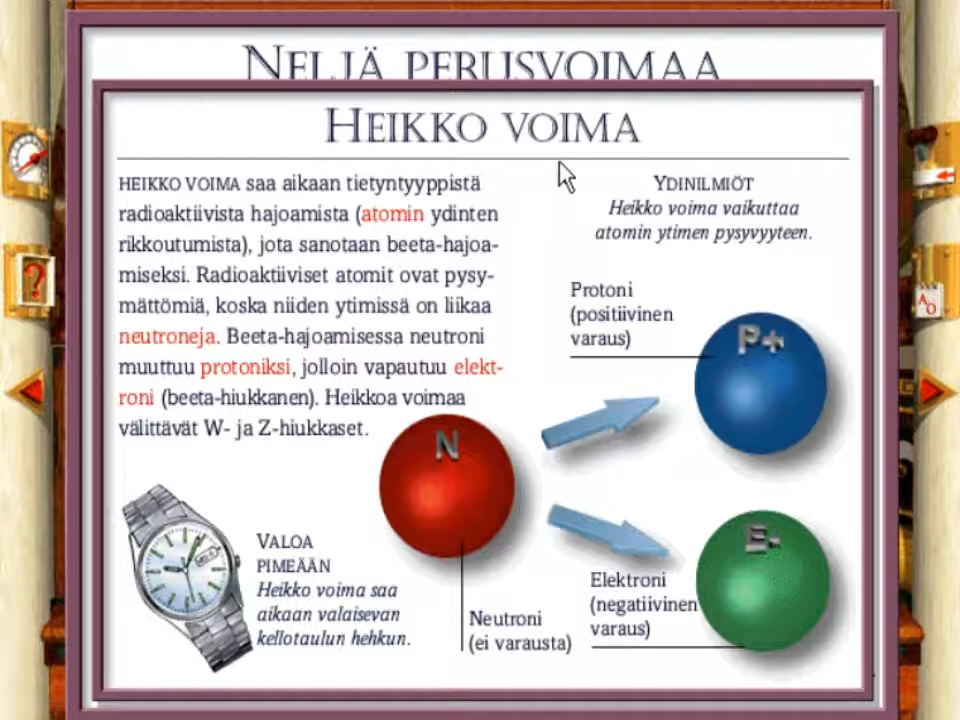 NELJÄ PERUSVOIMAA
HEIKKO VOIMA
HEIKKO VOIMA saa aikaan tietyntyyppistä
radioaktiivista hajoamista (atomin ydinten
rikkoutumista), jota sanotaan beeta-hajoa-
miseksi. Radioaktiiviset atomit ovat pysy-
mättömiä, koska niiden ytimissä on liikaa
neutroneja. Beeta-hajoamisessa neutroni
muuttuu protoniksi, jolloin vapautuu elekt-
roni (beeta-hiukkanen). Heikkoa voimaa
välittävät W- ja Z-hiukkaset.
YDINILMIÖT
Heikko voima vaikuttaa
atomin ytimen pysyvyyteen.
Protoni
(positiivinen
varaus)
P+
N
E-
Elektroni
(negatiivinen
varaus)
Neutroni
(ei varausta)
VALOA
PIMEÄÄN
Heikko voima saa
aikaan valaisevan
kellotaulun hehkun.
?
A
O